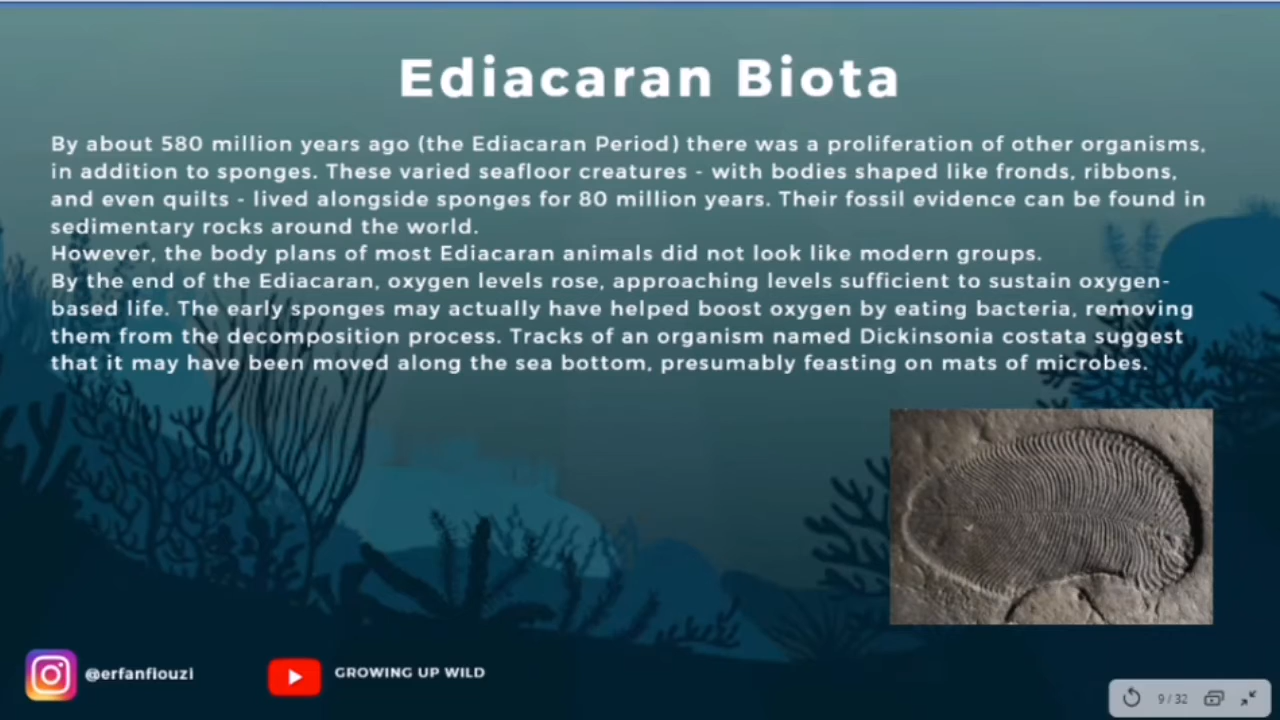 Ediacaran Biota
By about 580 million years ago (the Ediacaran Period) there was a proliferation of other organisms,
in addition to sponges. These varied seafloor creatures - with bodies shaped like fronds, ribbons,
and even quilts - lived alongside sponges for 80 million years. Their fossil evidence can be found in
sedimentary rocks around the world.
However, the body plans of most Ediacaran animals did not look like modern groups.
By the end of the Ediacaran, oxygen levels rose, approaching levels sufficient to sustain oxygen-
based life. The early sponges may actually have helped boost oxygen by eating bacteria, removing
them from the decomposition process. Tracks of an organism named Dickinsonia costata suggest
that it may have been moved along the sea bottom, presumably feasting on mats of microbes.
@erfanflouzi
GROWING UP WILD
9 / 32